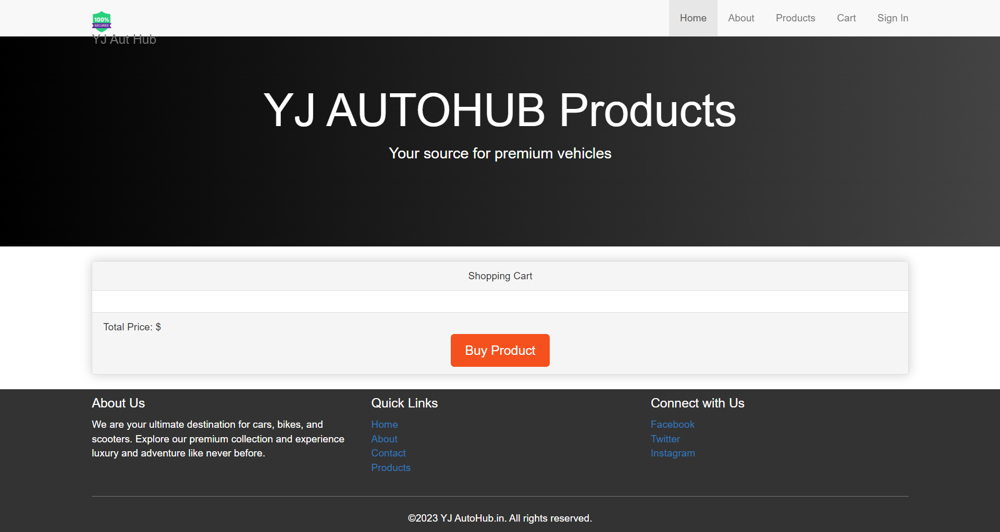 100%
SECURED
YJ Aut Hub
Home
About
Products
Cart
Sign In
YJ AUTOHUB Products
Your source for premium vehicles
Shopping Cart
Total Price: $
Buy Product
About Us
We are your ultimate destination for cars, bikes, and
scooters. Explore our premium collection and experience
luxury and adventure like never before.
Quick Links
Home
About
Contact
Products
Connect with Us
Facebook
Twitter
Instagram
©2023 YJ AutoHub.in. All rights reserved.